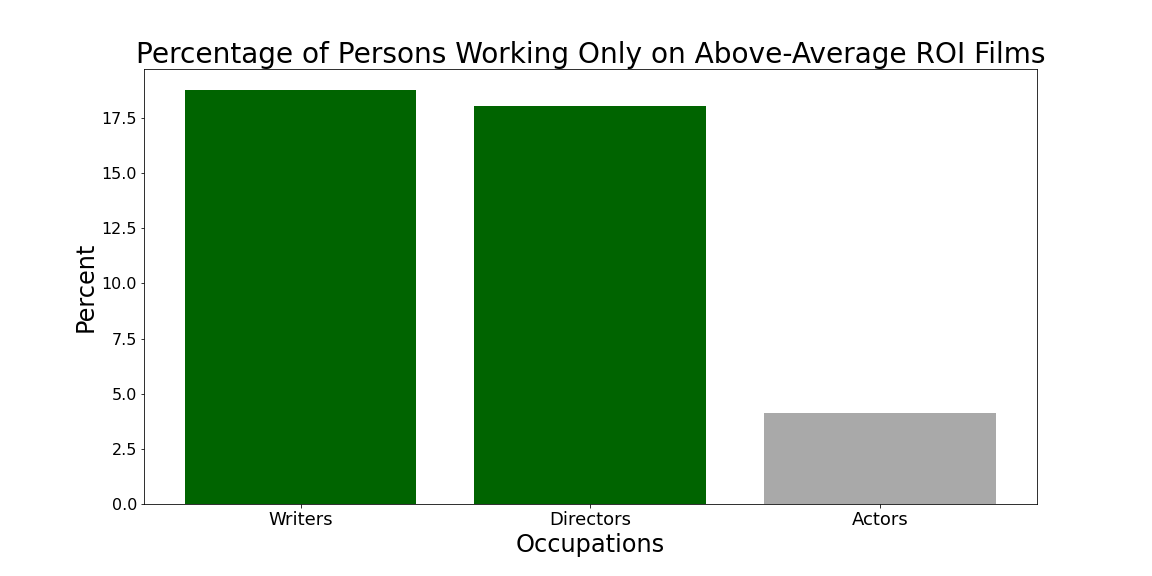 Percentage of Persons Working Only on Above-Average ROI Films
17.5
15.0
12.5
10.0
7.5
5.0
2.5
0.0
Percent
Writers Directors Actors
Occupations